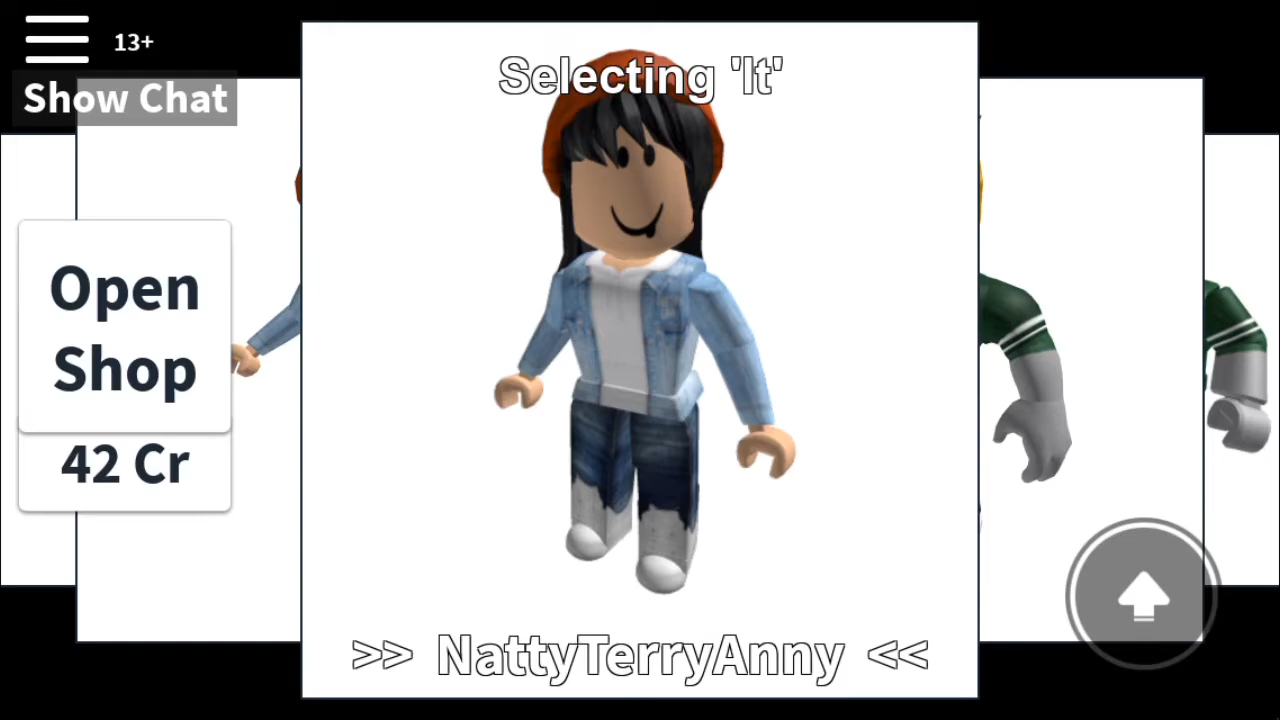 13+
Show Chat
Selecting 'It'
Open
Shop
42 Cr
>> NattyTerryAnny <<